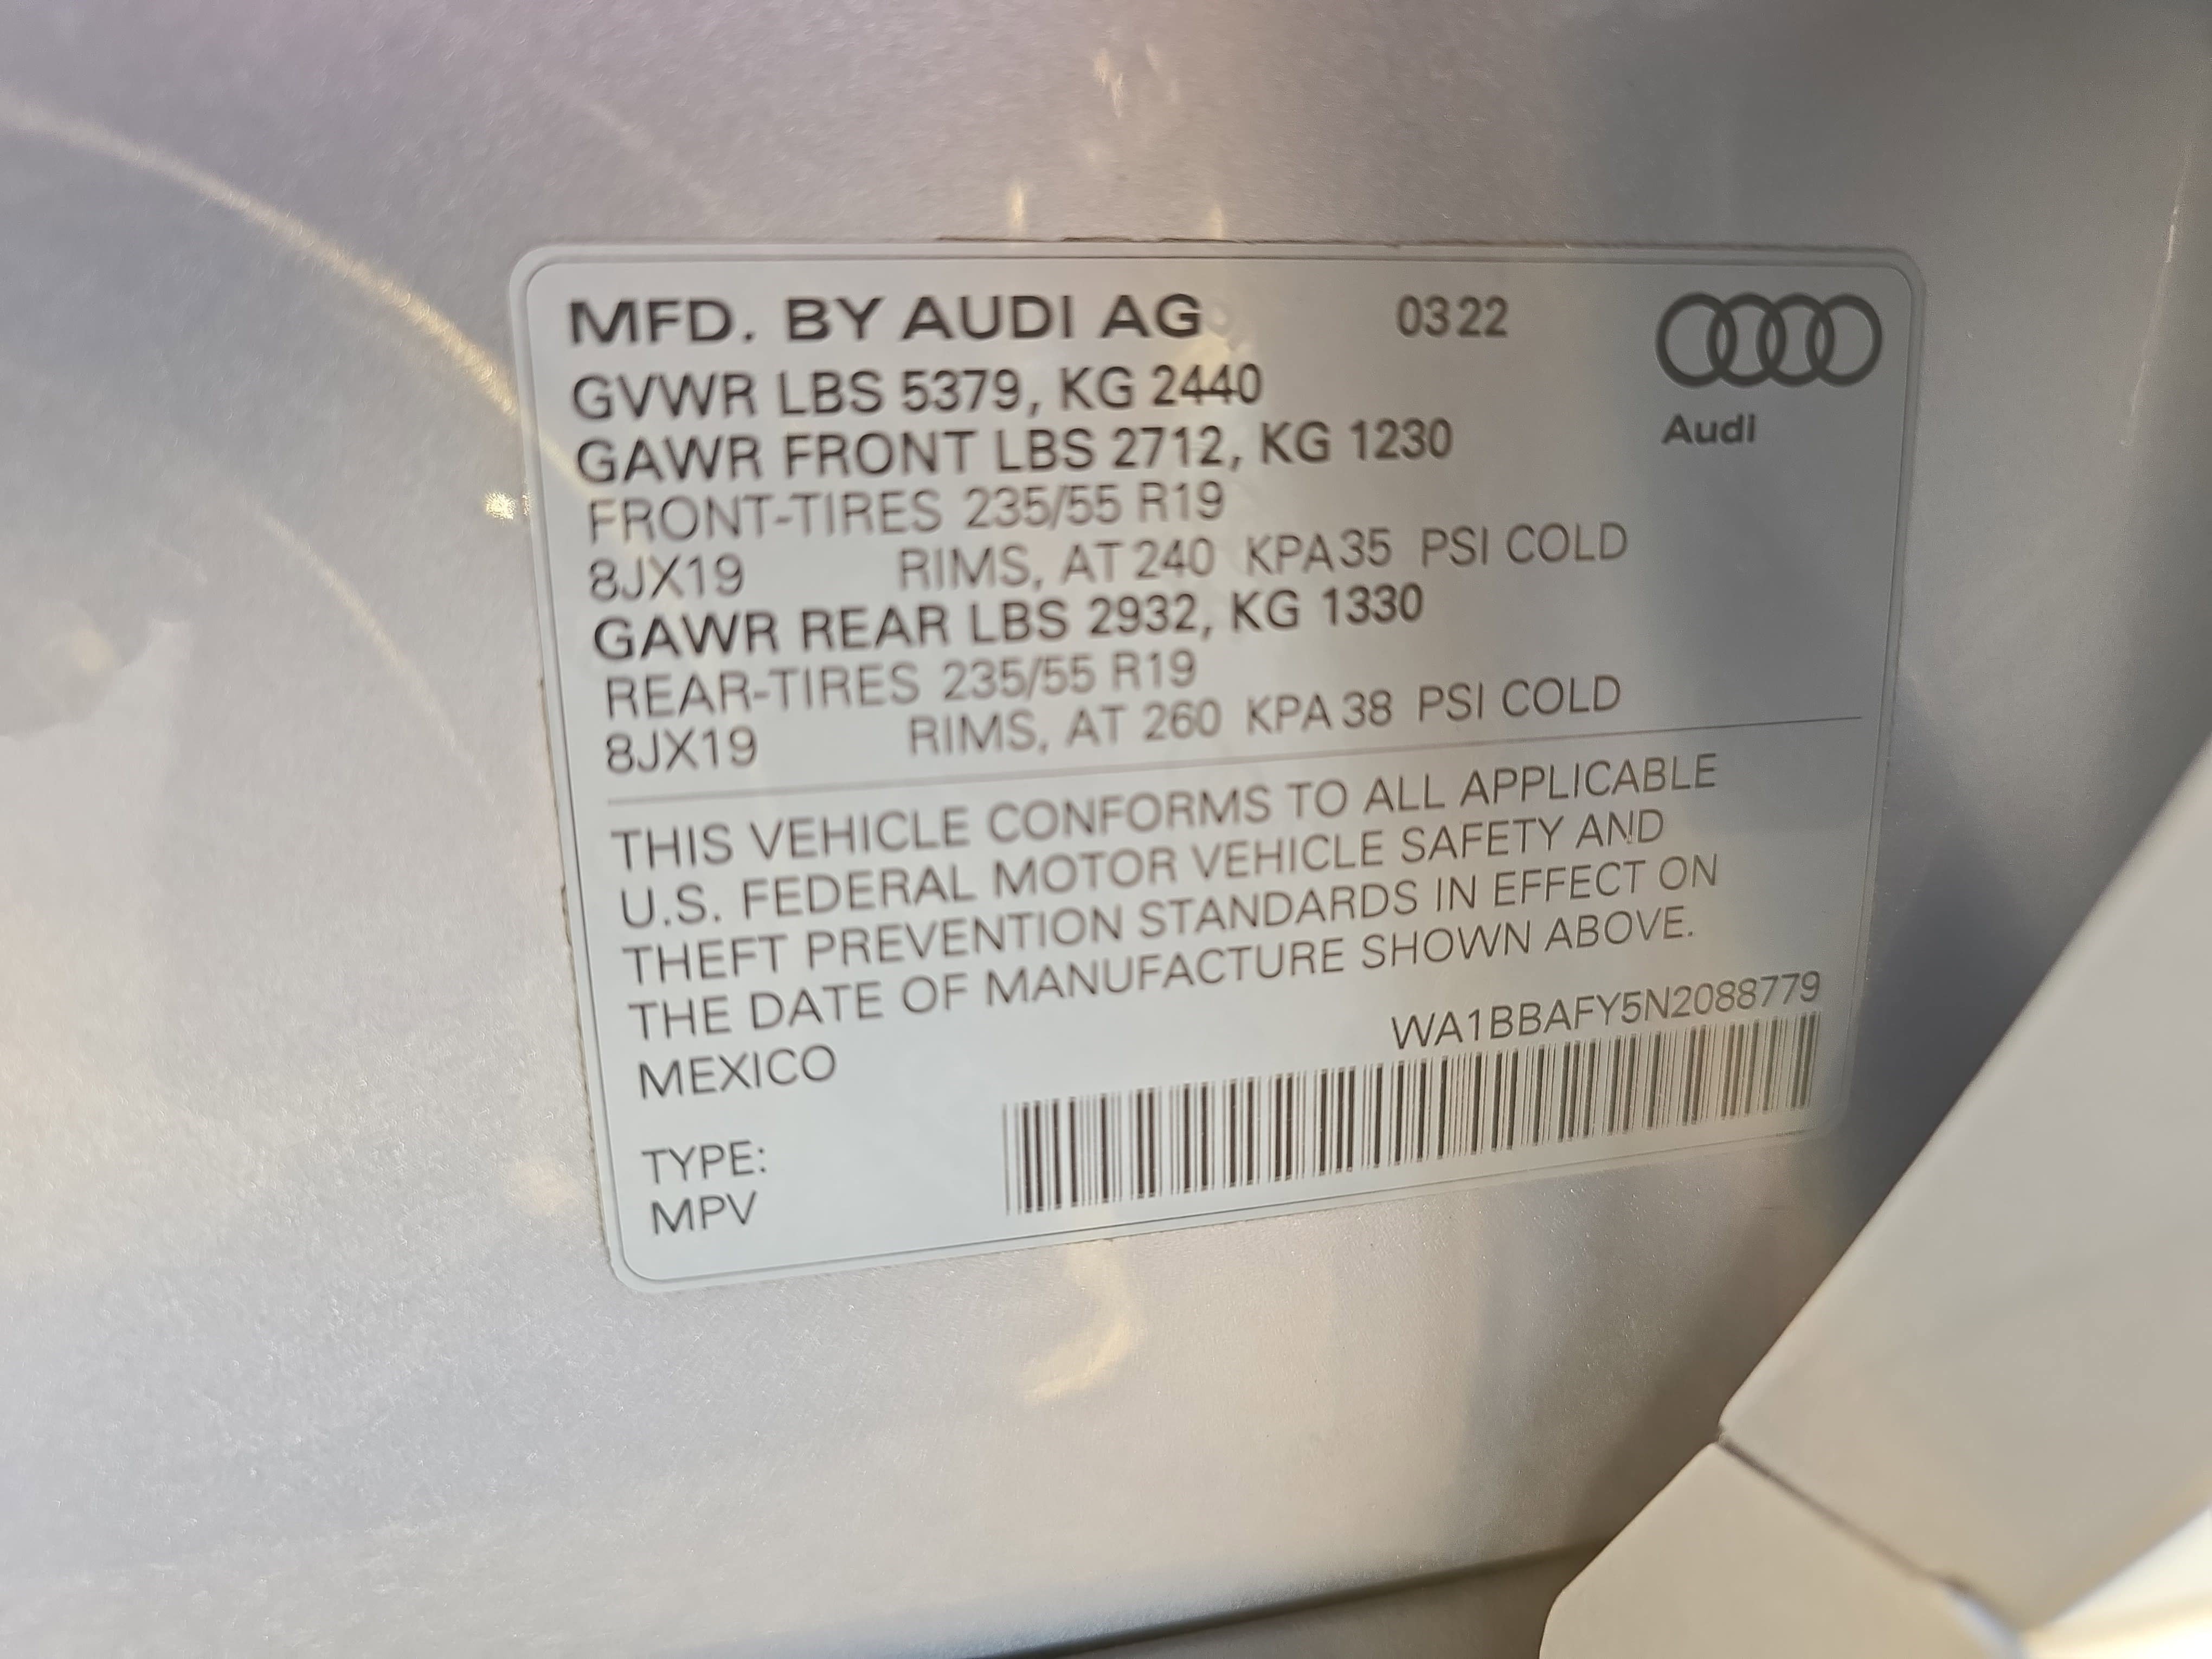 MFD. BY AUDI AG 0322
GVWR LBS 5379, KG 2440
Audi
GAWR FRONT LBS 2712, KG 1230
FRONT-TIRES 235/55 R19
8JX19 RIMS, AT 240 KPA 35 PSI COLD
GAWR REAR LBS 2932, KG 1330
REAR-TIRES 235/55 R19
8JX19 RIMS, AT 260 KPA 38 PSI COLD
THIS VEHICLE CONFORMS TO ALL APPLICABLE
U.S. FEDERAL MOTOR VEHICLE SAFETY AND
THEFT PREVENTION STANDARDS IN EFFECT ON
THE DATE OF MANUFACTURE SHOWN ABOVE.
WA1BBAFY5N2088779
MEXICO
TYPE:
MPV